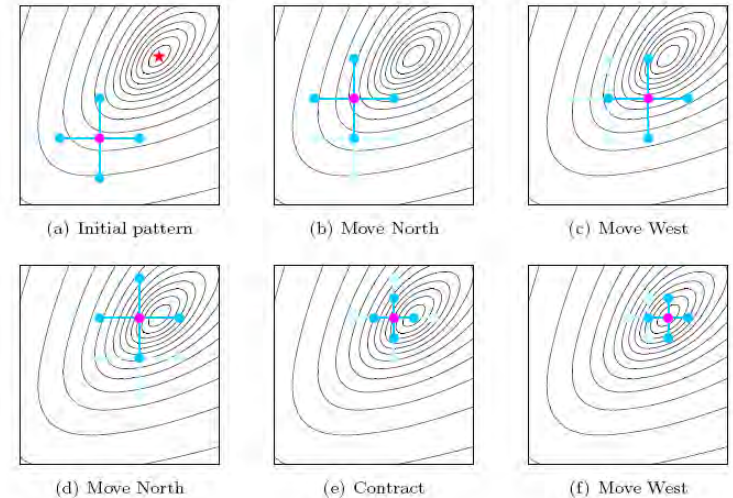 (a) Initial pattern
(b) Move North
(c) Move West
(d) Move North
(e) Contract
(f) Move West